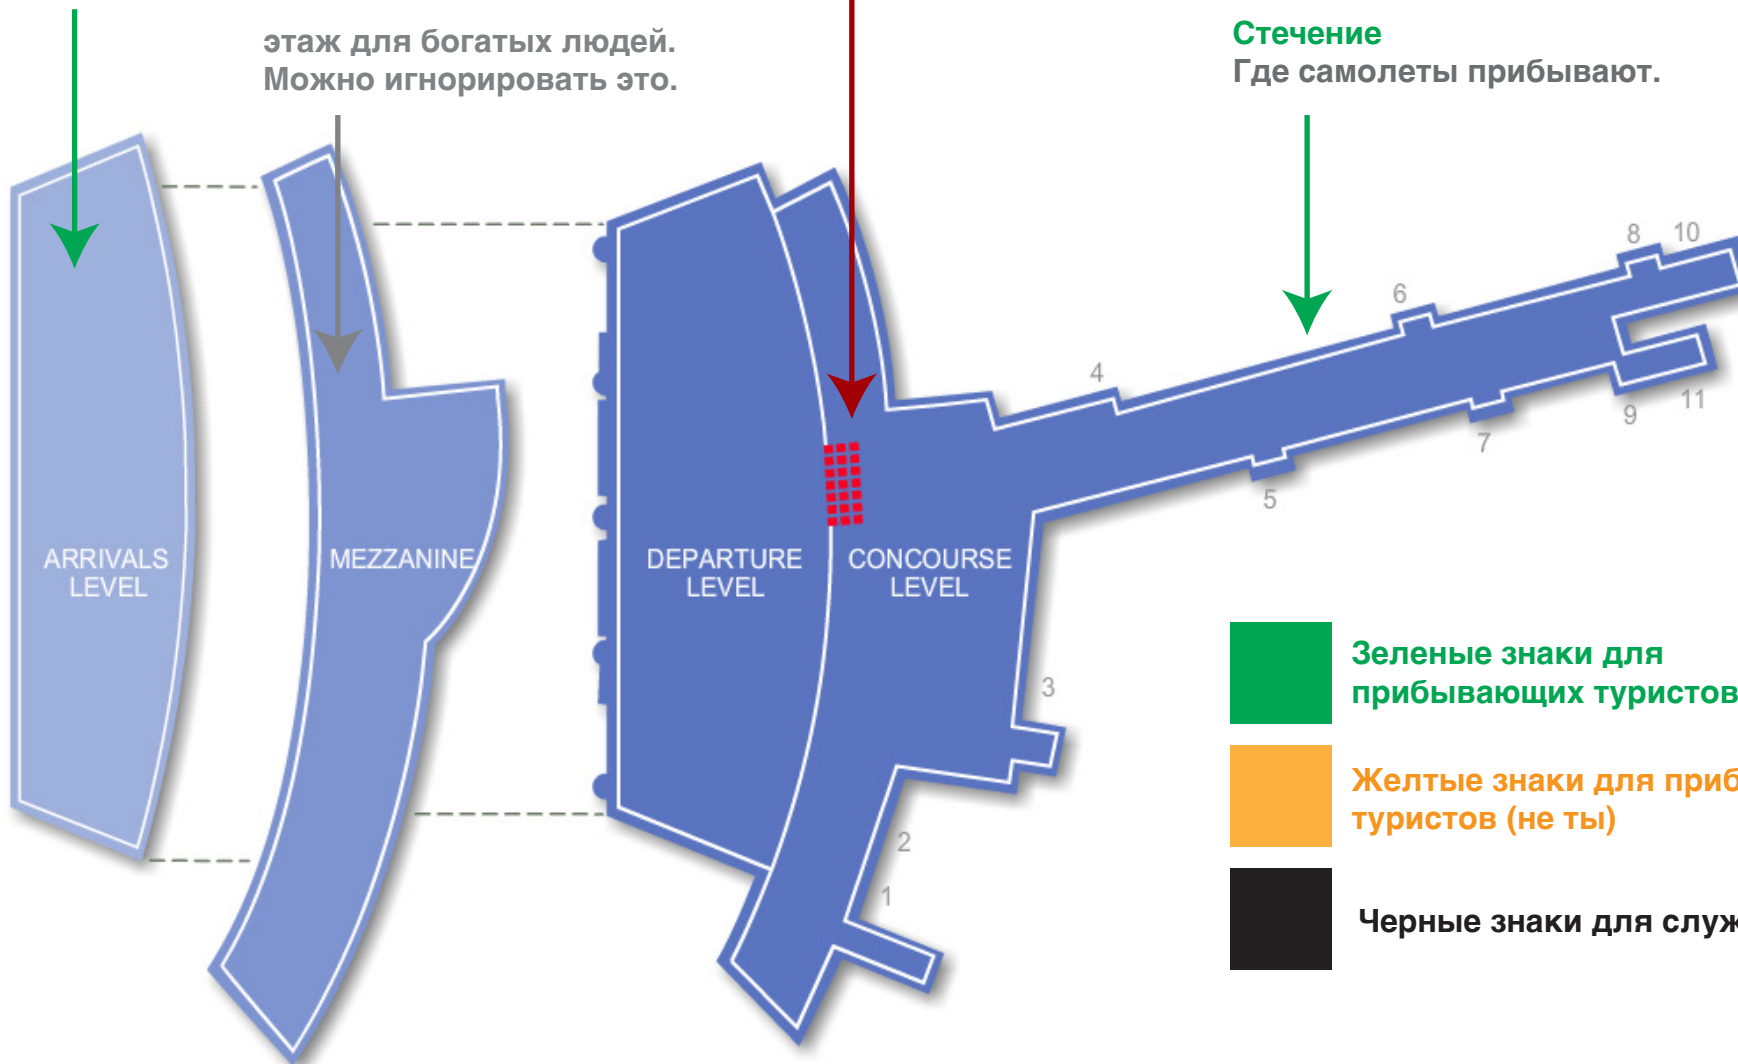 этаж для богатых людей.
Можно игнорировать это.
Стечение
Где самолеты прибывают.
8
10
6
4
11
9
7
5
ARRIVALS
LEVEL
MEZZANINE
DEPARTURE
LEVEL
CONCOURSE
LEVEL
3
2
1
Зеленые знаки для
прибывающих туристов
Желтые знаки для приб
туристов (не ты)
Черные знаки для служ